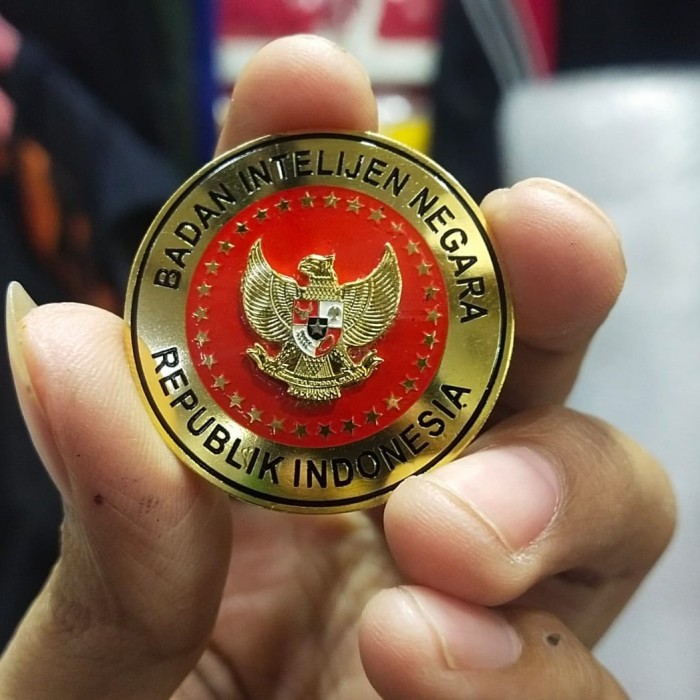 BADAN INTELIJEN NEGARA
REPUBLIK INDONESIA